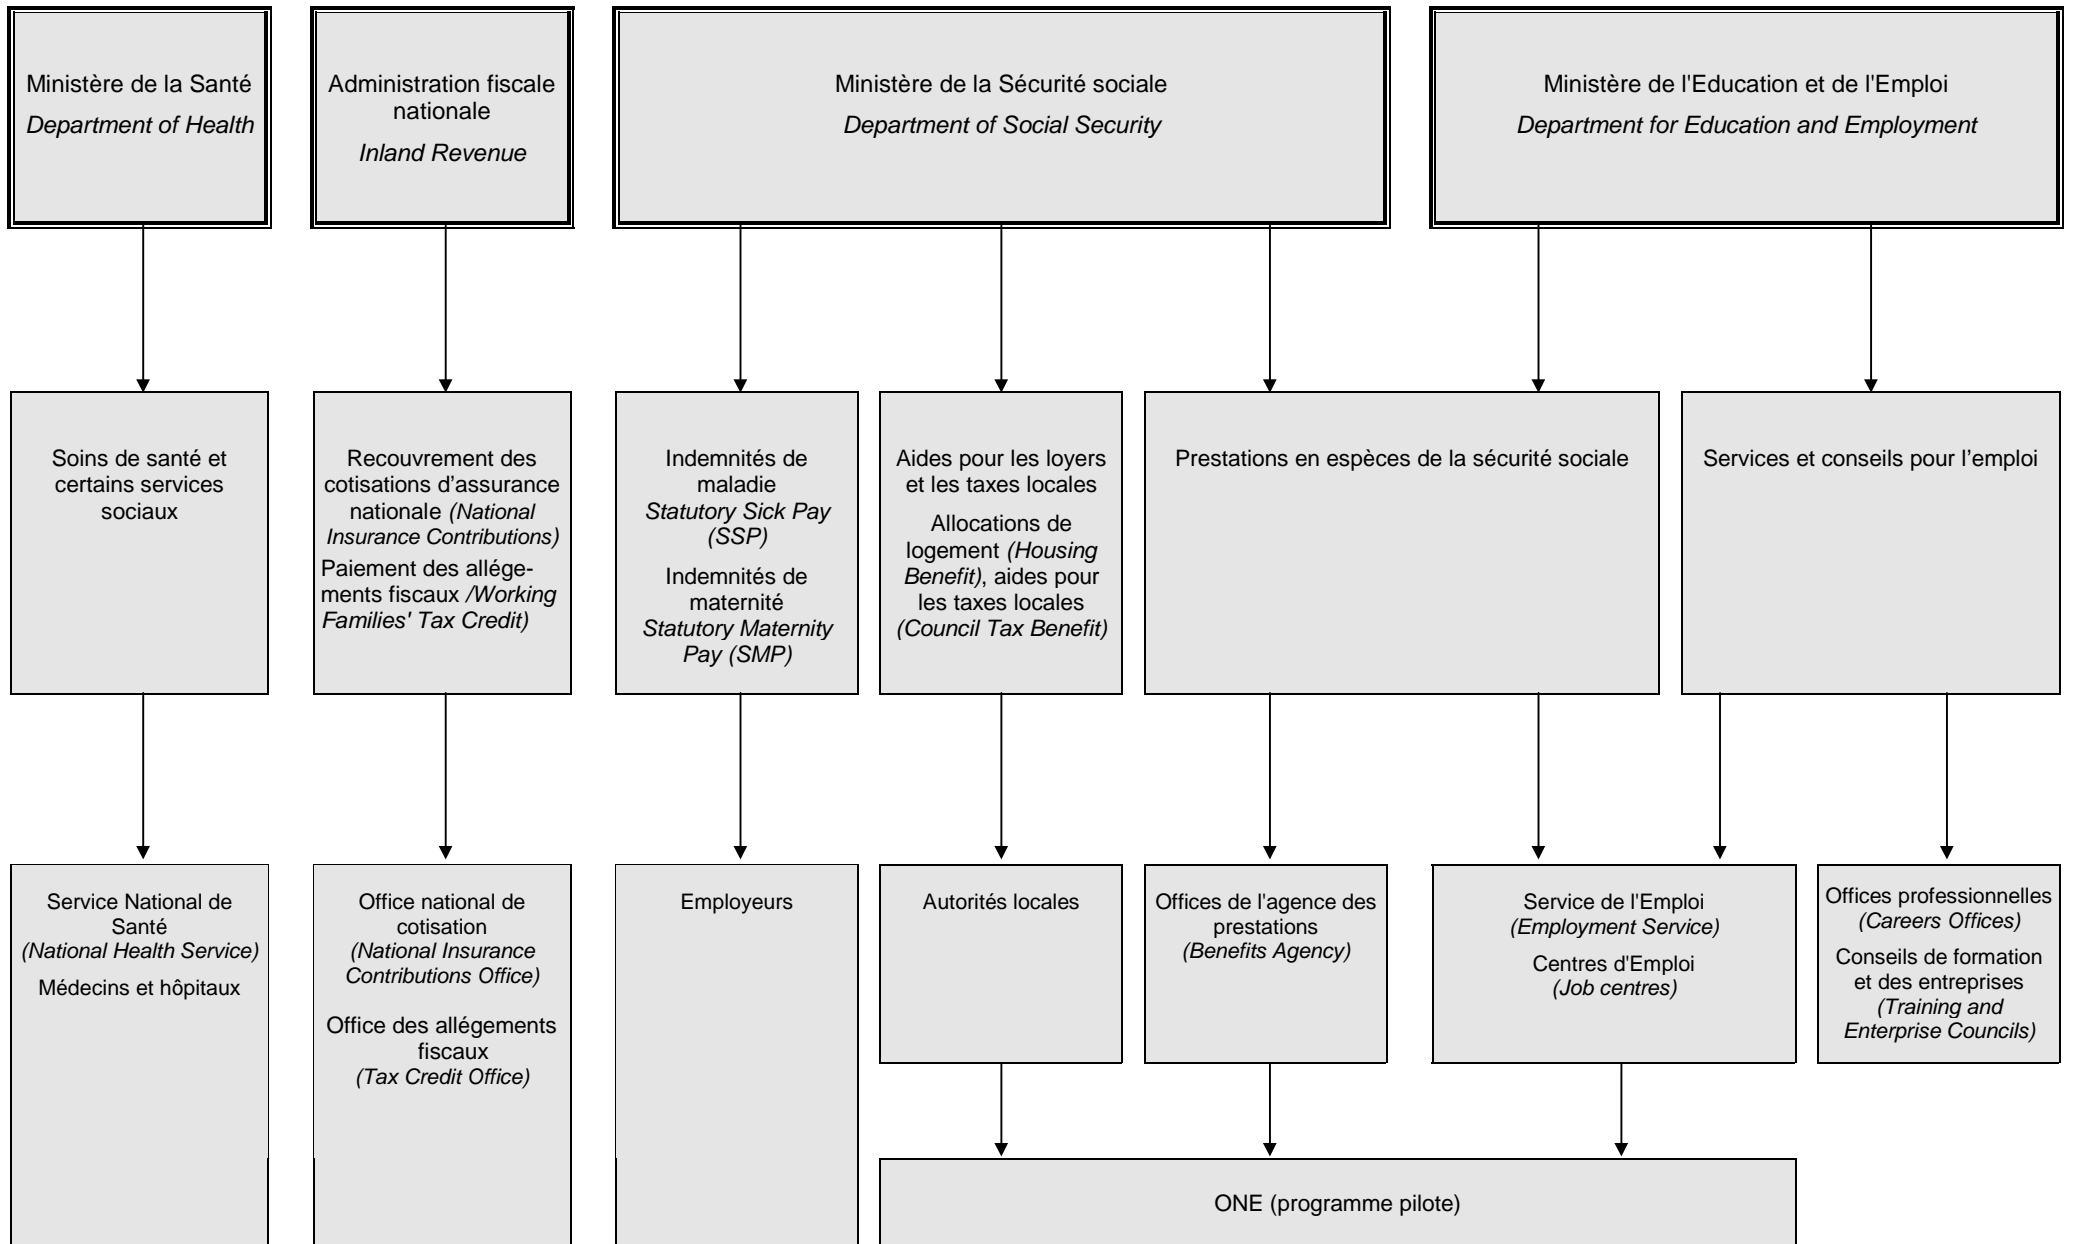 Ministère de la Santé
Department of Health
Administration fiscale
nationale
Inland Revenue
Ministère de la Sécurité sociale
Department of Social Security
Ministère de l'Education et de l'Emploi
Department for Education and Employment
Soins de santé et
certains services
sociaux
Recouvrement des
cotisations d’assurance
nationale (National
Insurance Contributions)
Paiement des allége-
ments fiscaux /Working
Families' Tax Credit)
Indemnités de
maladie
Statutory Sick Pay
(SSP)
Indemnités de
maternité
Statutory Maternity
Pay (SMP)
Aides pour les loyers
et les taxes locales
Allocations de
logement (Housing
Benefit), aides pour
les taxes locales
(Council Tax Benefit)
Prestations en espèces de la sécurité sociale
Services et conseils pour l’emploi
Service National de
Santé
(National Health Service)
Médecins et hôpitaux
Office national de
cotisation
(National Insurance
Contributions Office)
Office des allégements
fiscaux
(Tax Credit Office)
Employeurs
Autorités locales
Offices de l'agence des
prestations
(Benefits Agency)
Service de l'Emploi
(Employment Service)
Centres d'Emploi
(Job centres)
Offices professionnelles
(Careers Offices)
Conseils de formation
et des entreprises
(Training and
Enterprise Councils)
ONE (programme pilote)